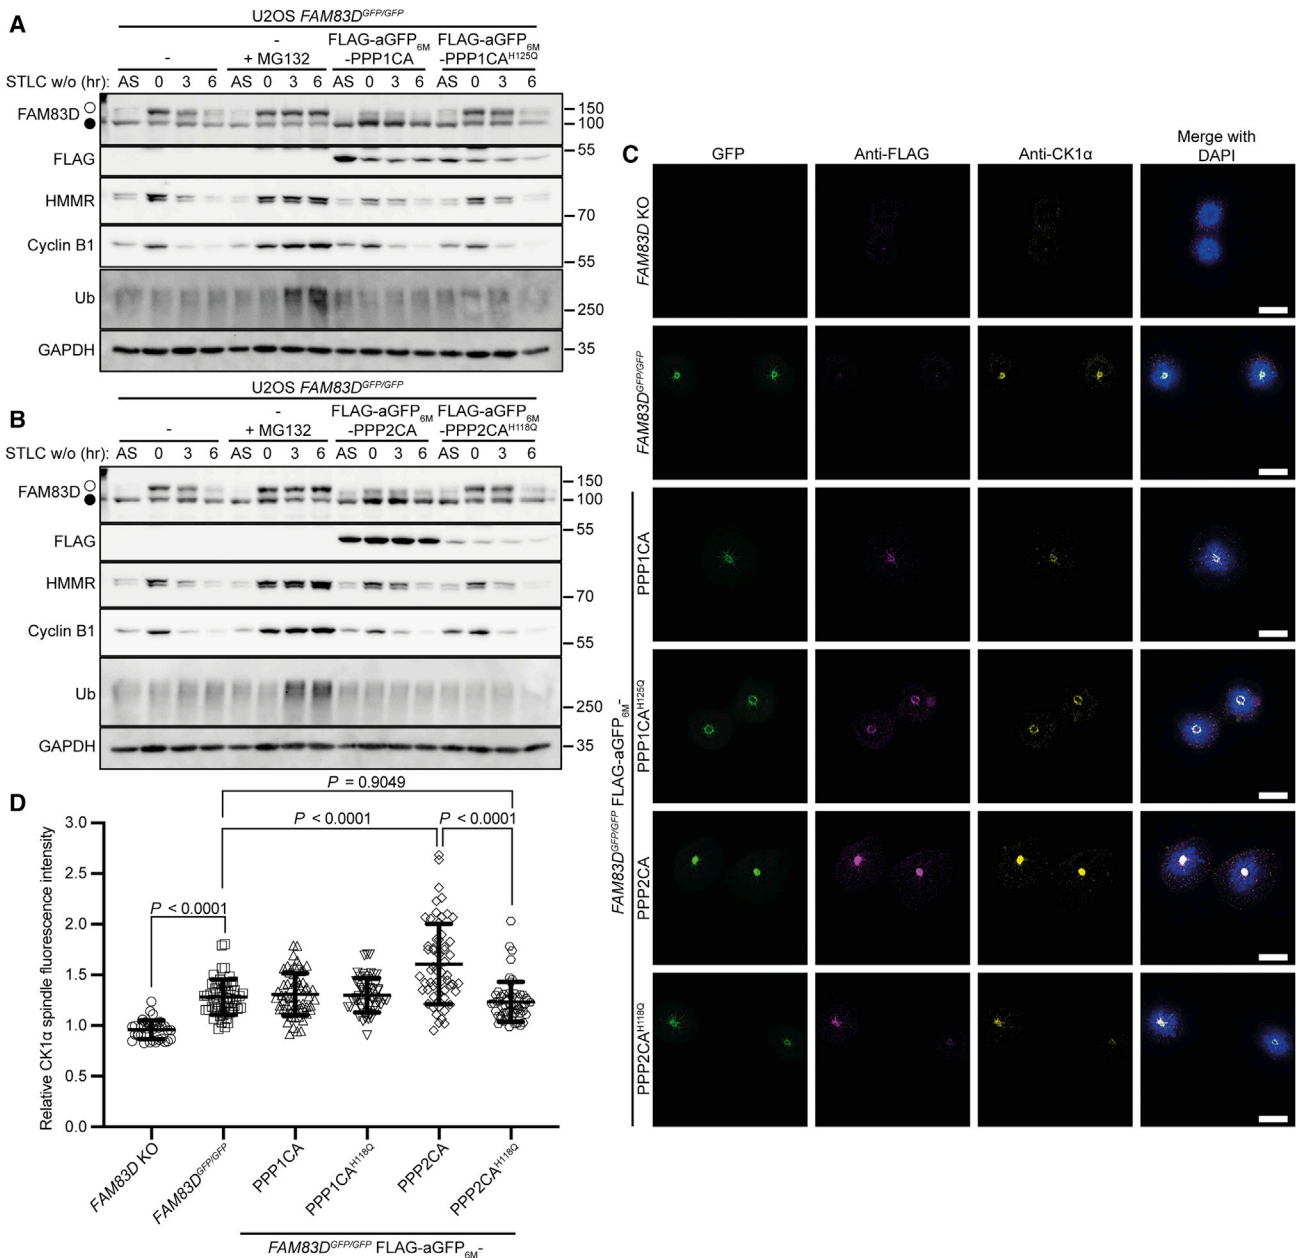 A
U2OS FAM83D^GFP/GFP
- - FLAG-aGFP6M FLAG-aGFP6M
+ MG132 -PPP1CA -PPP1CA^H125Q
STLC w/o (hr): AS 0 3 6 AS 0 3 6 AS 0 3 6 AS 0 3 6
FAM83D ○ ●
150
100
FLAG
55
HMMR
70
Cyclin B1
55
Ub
250
GAPDH
35
B
U2OS FAM83D^GFP/GFP
- - FLAG-aGFP6M FLAG-aGFP6M
+ MG132 -PPP2CA -PPP2CA^H118Q
STLC w/o (hr): AS 0 3 6 AS 0 3 6 AS 0 3 6 AS 0 3 6
FAM83D ○ ●
150
100
FLAG
55
HMMR
70
Cyclin B1
55
Ub
250
GAPDH
35
C
GFP Anti-FLAG Anti-CK1α Merge with DAPI
FAM83D KO
FAM83D^GFP/GFP
FAM83D^GFP/GFP FLAG-aGFP6M-
PPP1CA
PPP1CA^H125Q
PPP2CA
PPP2CA^H118Q
D
P = 0.9049
P < 0.0001
P < 0.0001
P < 0.0001
Relative CK1α spindle fluorescence intensity
3.0
2.5
2.0
1.5
1.0
0.5
0.0
FAM83D KO
FAM83D^GFP/GFP
PPP1CA
PPP1CA^H118Q
PPP2CA
PPP2CA^H118Q
FAM83D^GFP/GFP FLAG-aGFP6M-